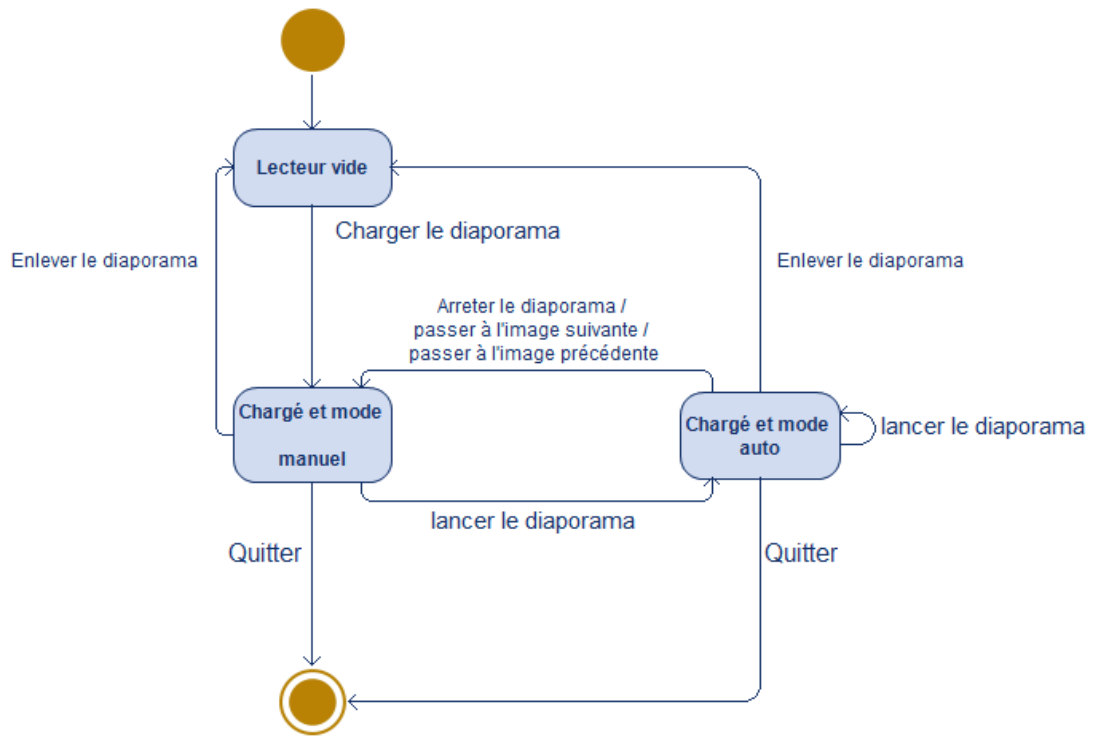 Lecteur vide
Charger le diaporama
Enlever le diaporama
Enlever le diaporama
Arreter le diaporama /
passer à l'image suivante /
passer à l'image précédente
Chargé et mode
manuel
Chargé et mode
auto
lancer le diaporama
lancer le diaporama
Quitter
Quitter